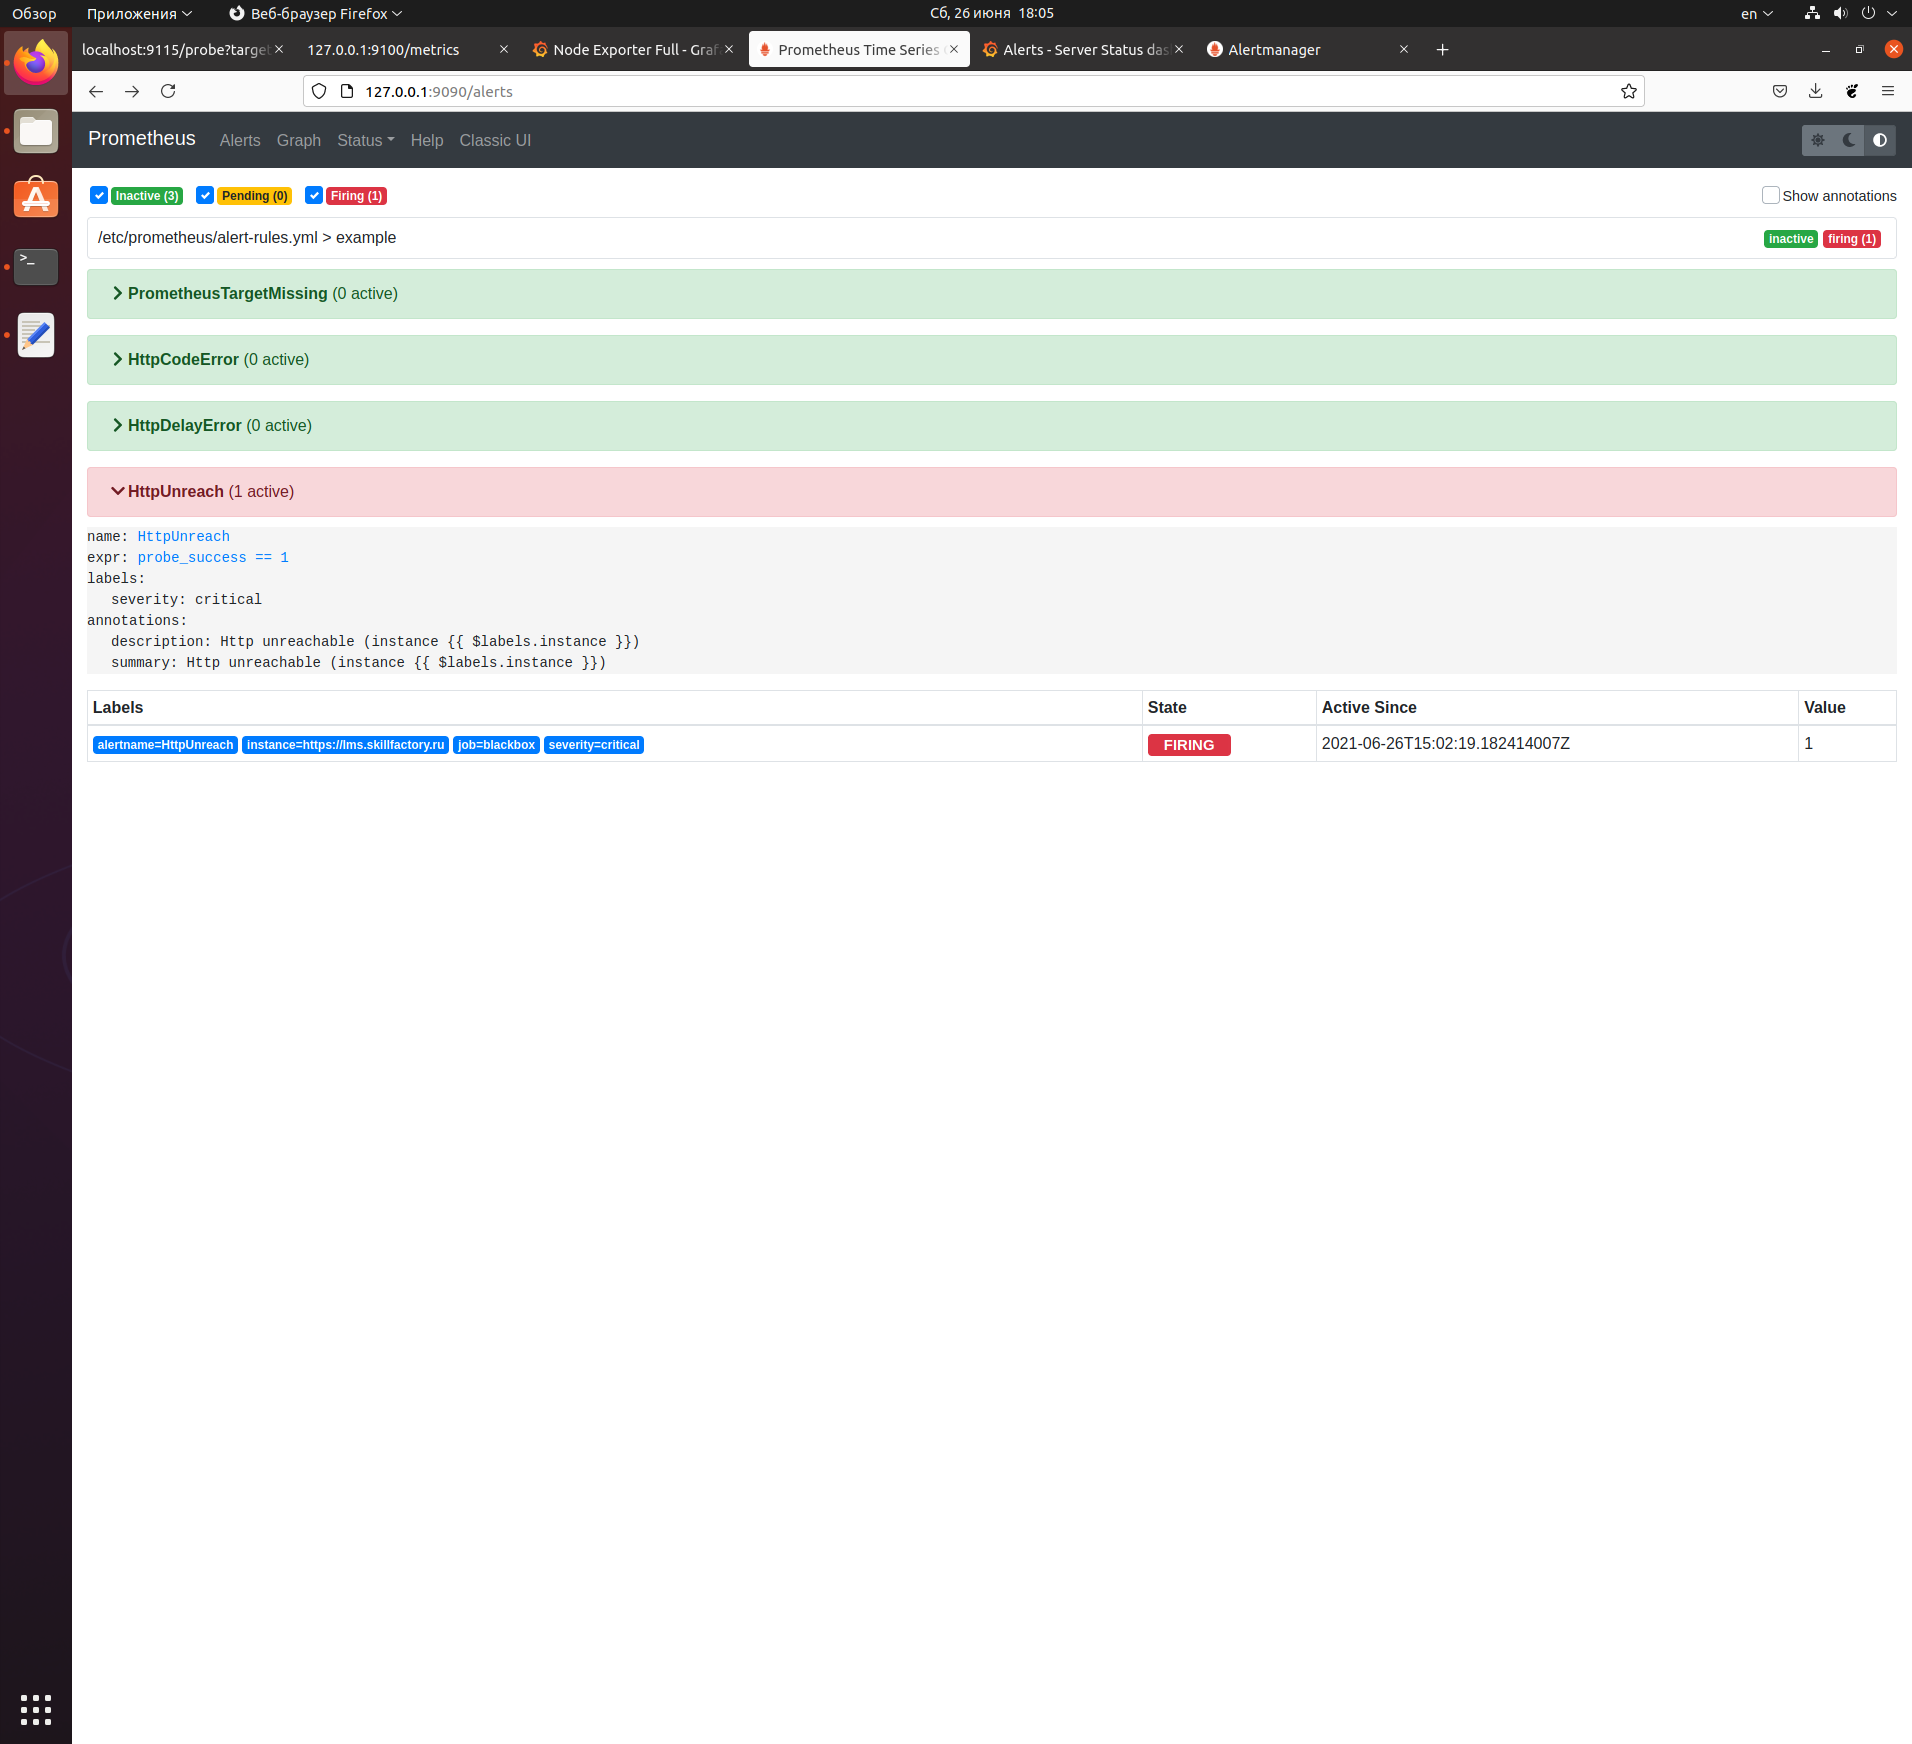 Обзор Приложения Веб-браузер Firefox Сб, 26 июня 18:05 en
localhost:9115/probe?target 127.0.0.1:9100/metrics Node Exporter Full - Graf Prometheus Time Series Alerts - Server Status das Alertmanager
127.0.0.1:9090/alerts
Prometheus Alerts Graph Status Help Classic UI
Inactive (3) Pending (0) Firing (1) Show annotations
/etc/prometheus/alert-rules.yml > example inactive firing (1)
PrometheusTargetMissing (0 active)
HttpCodeError (0 active)
HttpDelayError (0 active)
HttpUnreach (1 active)
name: HttpUnreach
expr: probe_success == 1
labels:
severity: critical
annotations:
description: Http unreachable (instance {{ $labels.instance }})
summary: Http unreachable (instance {{ $labels.instance }})
Labels State Active Since Value
alertname=HttpUnreach instance=https://lms.skillfactory.ru job=blackbox severity=critical FIRING 2021-06-26T15:02:19.182414007Z 1